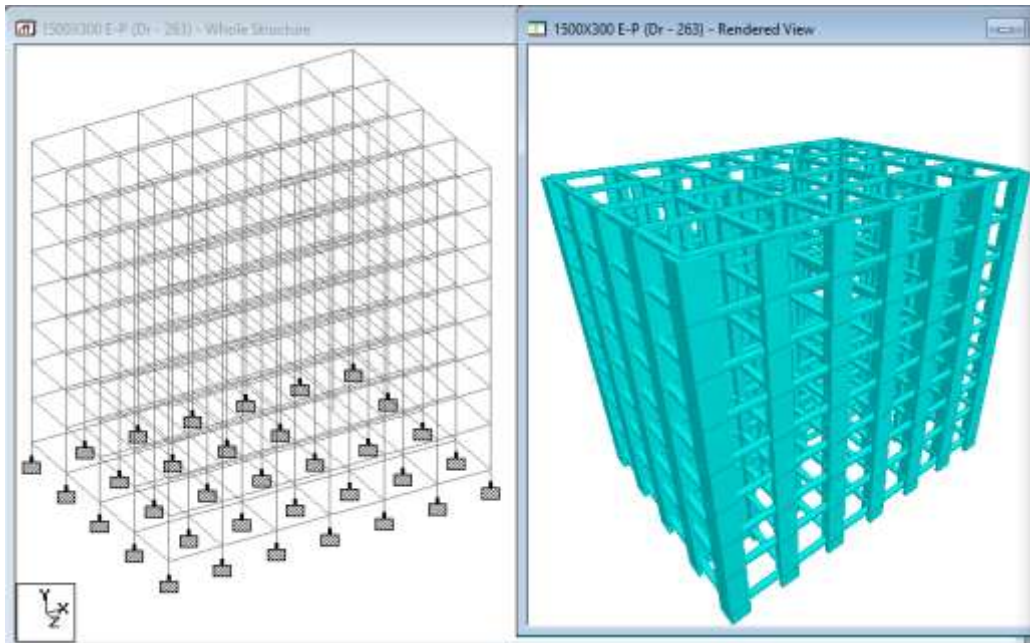 1500X300 E-P (Dr - 263) - Whole Structure
1500X300 E-P (Dr - 263) - Rendered View
Y
X
Z